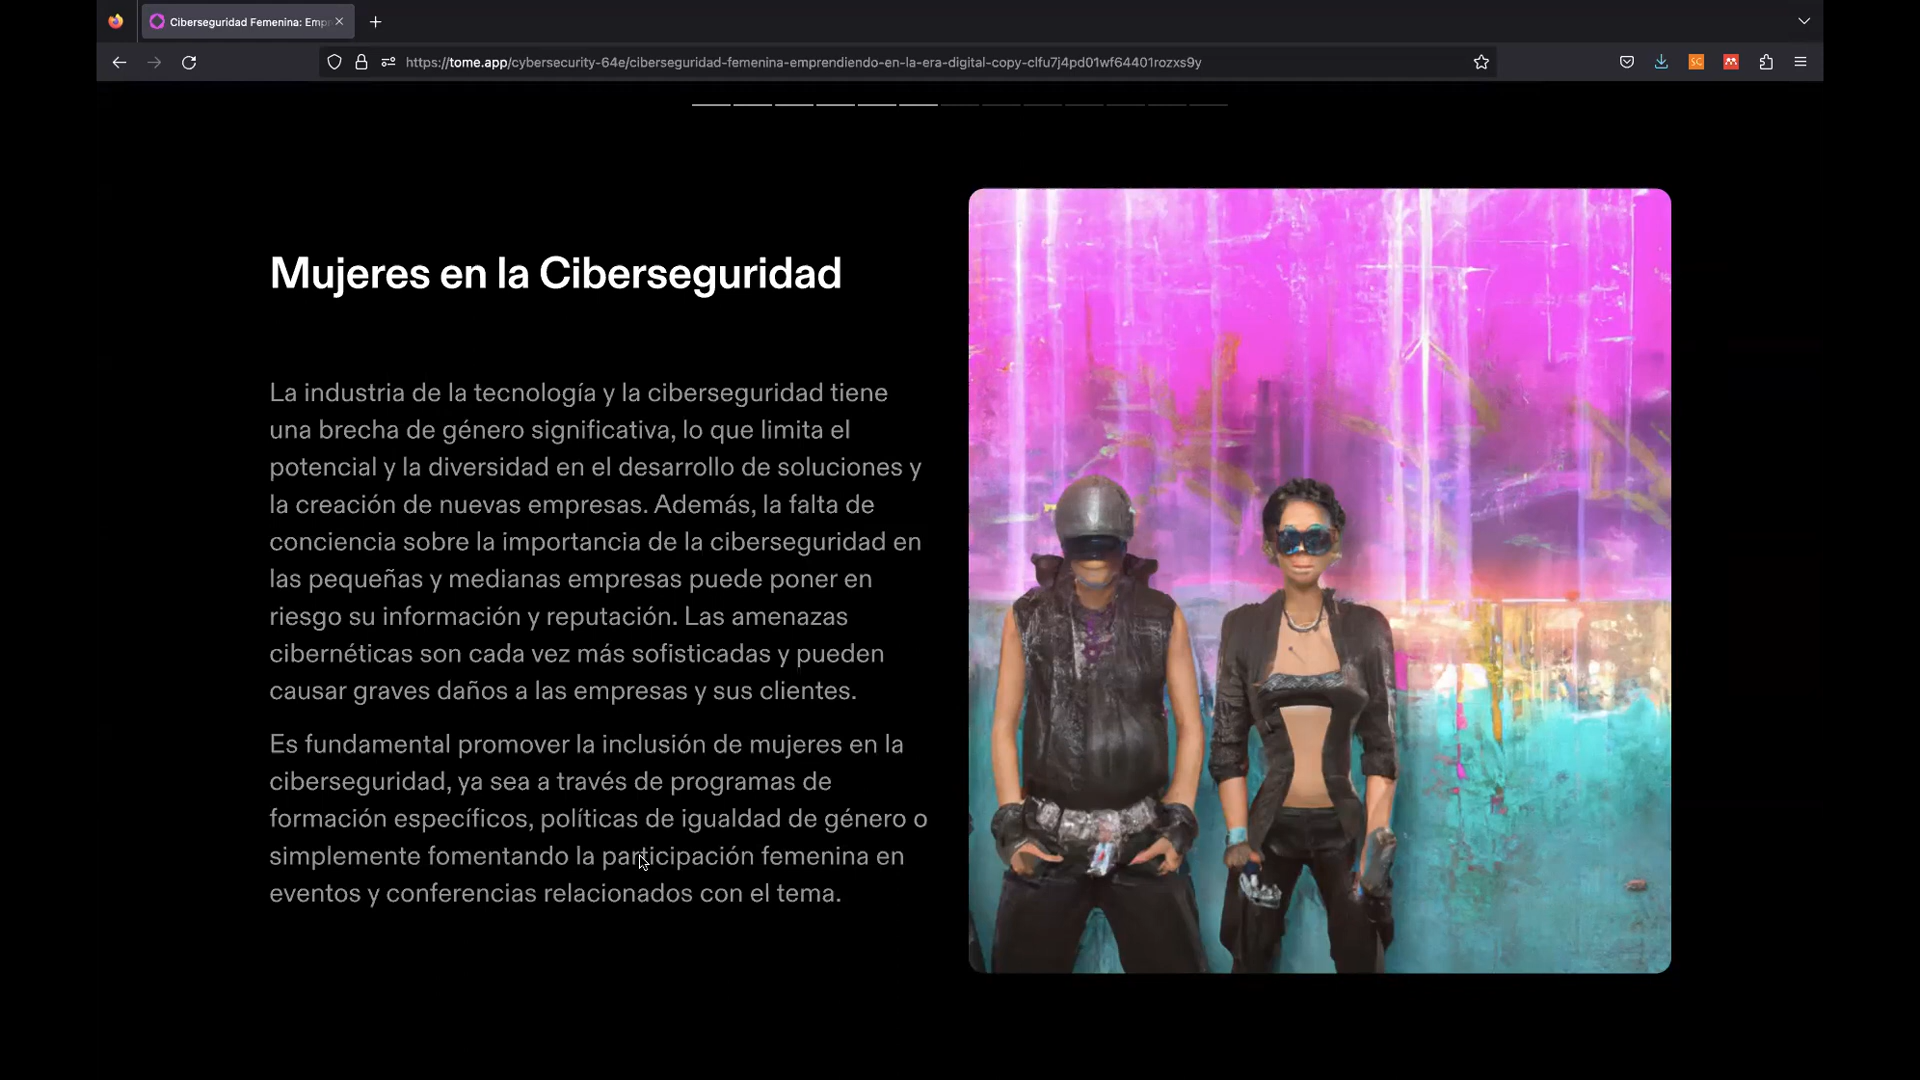 Ciberseguridad Femenina: Emp
https://tome.app/cybersecurity-64e/ciberseguridad-femenina-emprendiendo-en-la-era-digital-copy-clfu7j4pd01wf64401rozxs9y
SC
Mujeres en la Ciberseguridad
La industria de la tecnología y la ciberseguridad tiene
una brecha de género significativa, lo que limita el
potencial y la diversidad en el desarrollo de soluciones y
la creación de nuevas empresas. Además, la falta de
conciencia sobre la importancia de la ciberseguridad en
las pequeñas y medianas empresas puede poner en
riesgo su información y reputación. Las amenazas
cibernéticas son cada vez más sofisticadas y pueden
causar graves daños a las empresas y sus clientes.
Es fundamental promover la inclusión de mujeres en la
ciberseguridad, ya sea a través de programas de
formación específicos, políticas de igualdad de género o
simplemente fomentando la participación femenina en
eventos y conferencias relacionados con el tema.